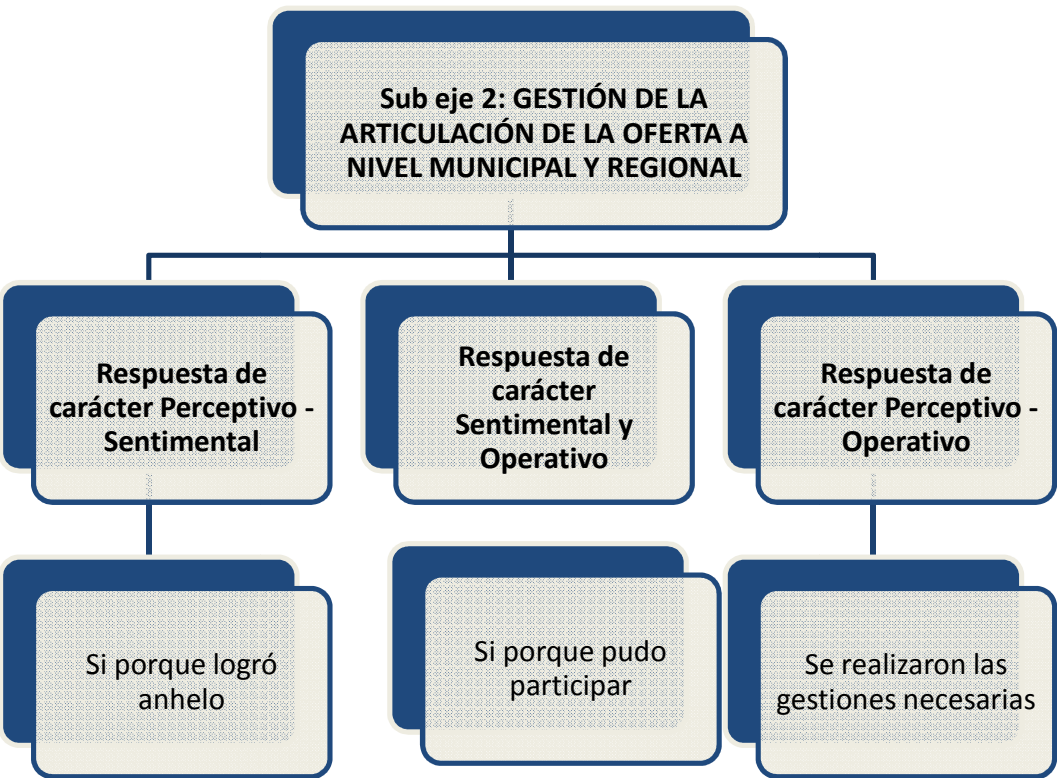 Sub eje 2: GESTIÓN DE LA
ARTICULACIÓN DE LA OFERTA A
NIVEL MUNICIPAL Y REGIONAL
Respuesta de
carácter Perceptivo -
Sentimental
Respuesta de
carácter
Sentimental y
Operativo
Respuesta de
carácter Perceptivo -
Operativo
Si porque logró
anhelo
Si porque pudo
participar
Se realizaron las
gestiones necesarias